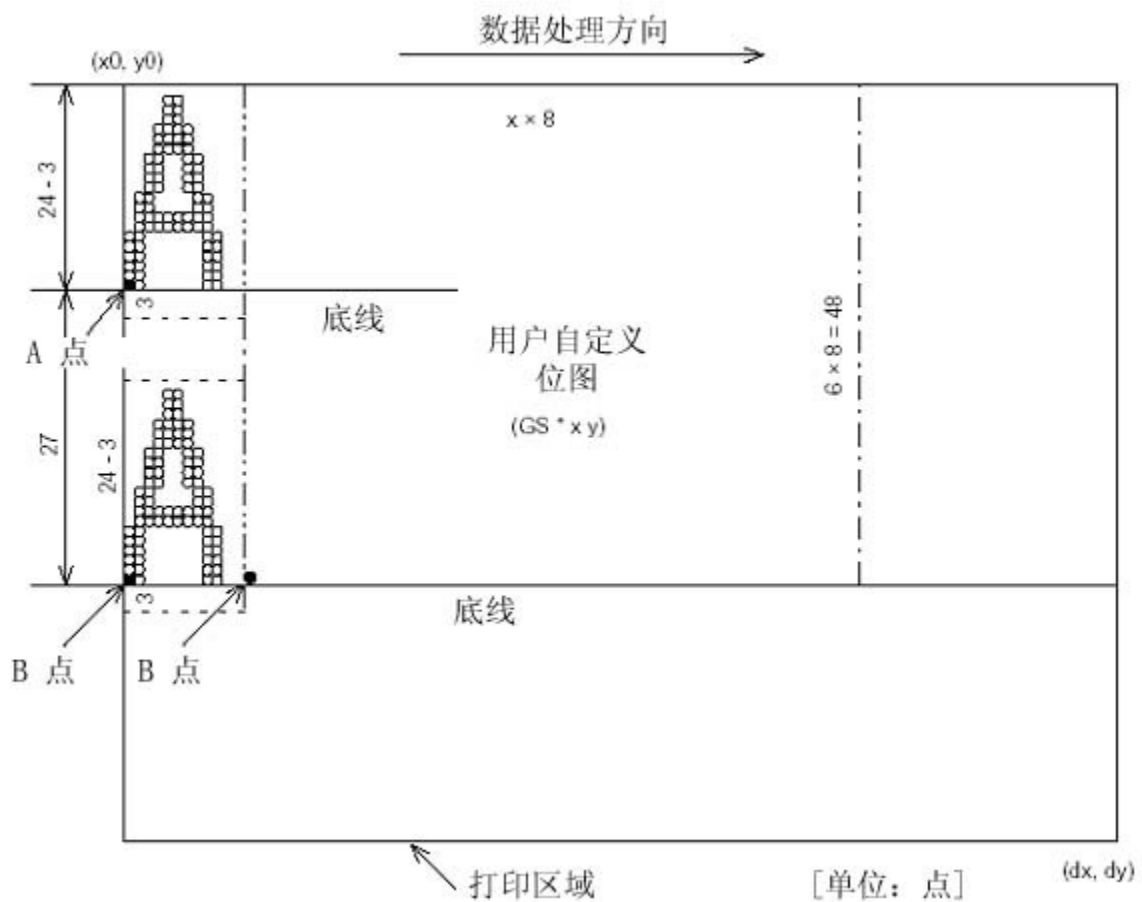 数据处理方向
(x0, y0)
x × 8
24 - 3
3
底线
A 点
用户自定义
位图
(GS * x y)
6 × 8 = 48
27
24 - 3
3
底线
B 点
B 点
打印区域
[单位：点]
(dx, dy)